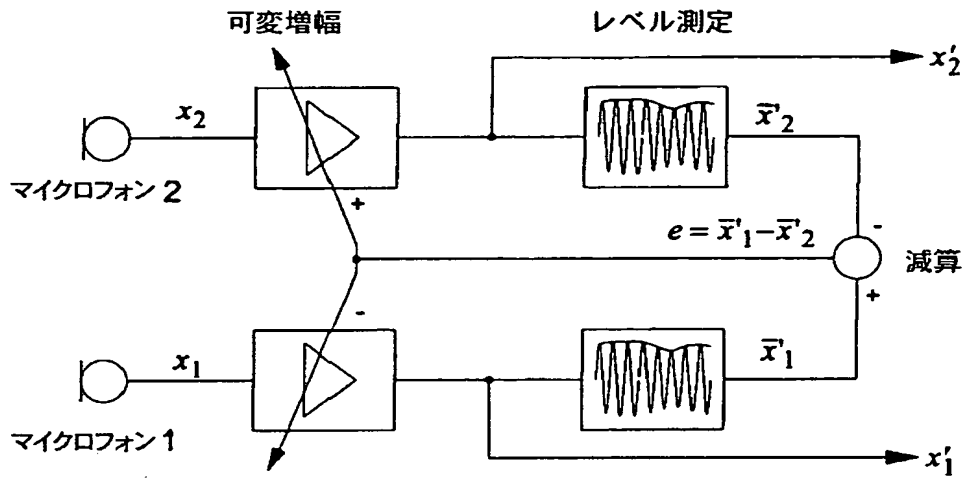 可変増幅
レベル測定
x₂
x'₂
x̅'₂
マイクロフォン 2
+
-
e = x̅'₁ − x̅'₂
減算
+
-
x₁
x̅'₁
マイクロフォン 1
x'₁